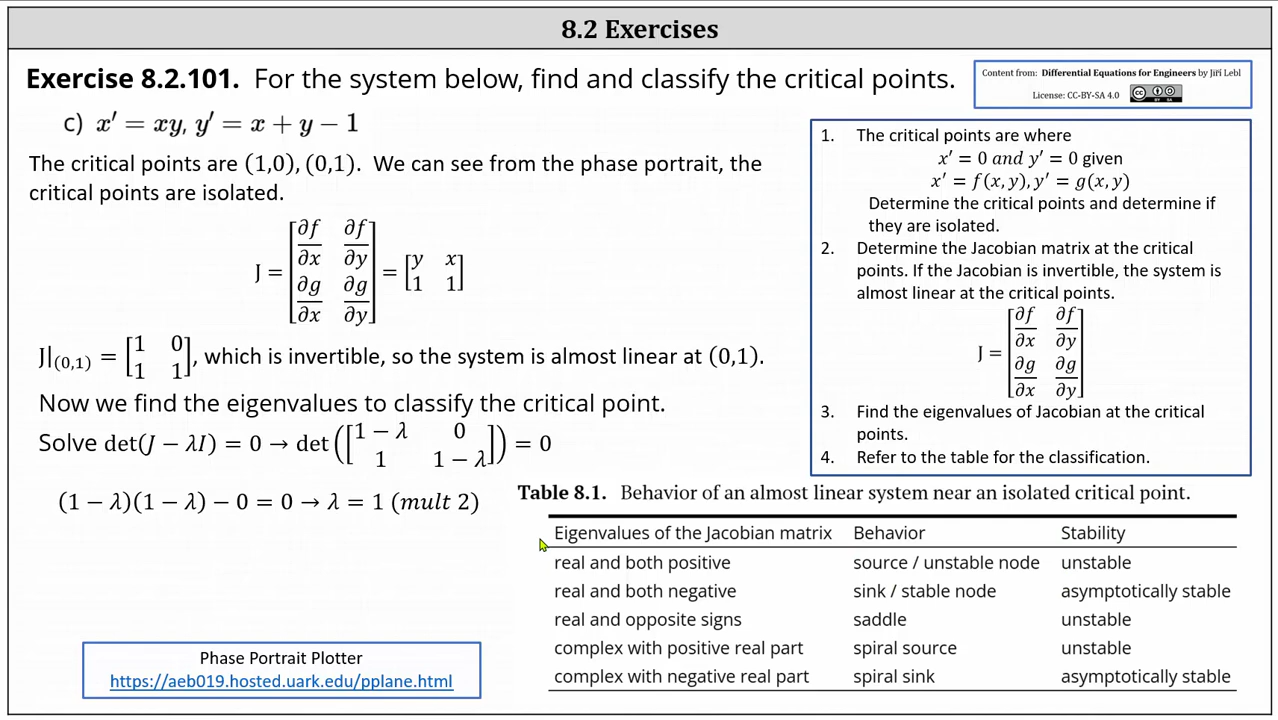 8.2 Exercises
Exercise 8.2.101. For the system below, find and classify the critical points.
Content from: Differential Equations for Engineers by Jiří Lebl
License: CC-BY-SA 4.0
c) x′ = xy, y′ = x + y − 1
The critical points are (1,0), (0,1). We can see from the phase portrait, the
critical points are isolated.
J = [∂f/∂x ∂f/∂y; ∂g/∂x ∂g/∂y] = [y x; 1 1]
J|(0,1) = [1 0; 1 1], which is invertible, so the system is almost linear at (0,1).
Now we find the eigenvalues to classify the critical point.
Solve det(J − λI) = 0 → det([1 − λ 0; 1 1 − λ]) = 0
(1 − λ)(1 − λ) − 0 = 0 → λ = 1 (mult 2)
1. The critical points are where
x′ = 0 and y′ = 0 given
x′ = f(x, y), y′ = g(x, y)
Determine the critical points and determine if
they are isolated.
2. Determine the Jacobian matrix at the critical
points. If the Jacobian is invertible, the system is
almost linear at the critical points.
J = [∂f/∂x ∂f/∂y; ∂g/∂x ∂g/∂y]
3. Find the eigenvalues of Jacobian at the critical
points.
4. Refer to the table for the classification.
Table 8.1. Behavior of an almost linear system near an isolated critical point.
Eigenvalues of the Jacobian matrix Behavior Stability
real and both positive source / unstable node unstable
real and both negative sink / stable node asymptotically stable
real and opposite signs saddle unstable
complex with positive real part spiral source unstable
complex with negative real part spiral sink asymptotically stable
Phase Portrait Plotter
https://aeb019.hosted.uark.edu/pplane.html